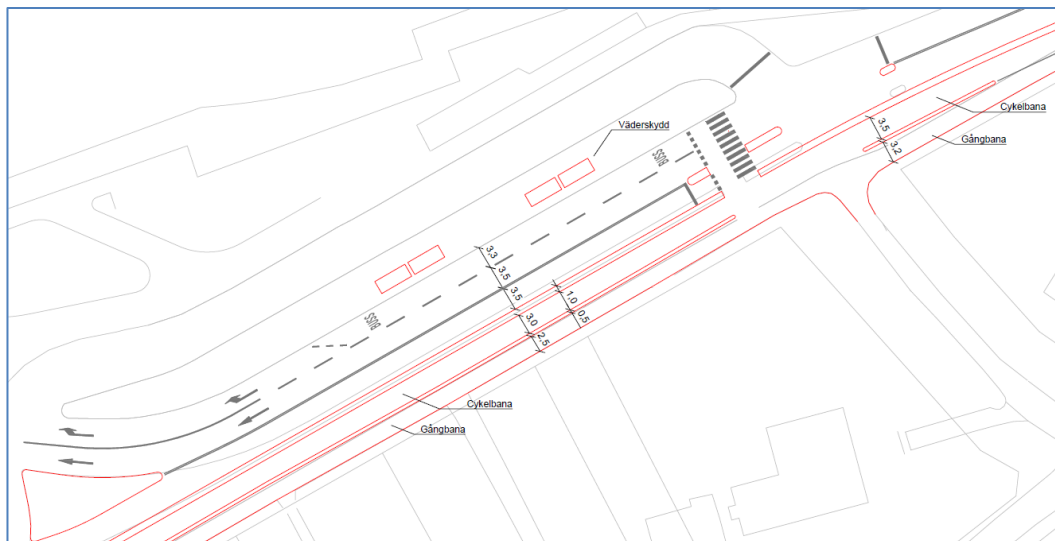 Väderskydd
BUSS
Cykelbana
3,5
Gångbana
3,2
3,3
3,5
3,5
1,0
3,0
0,5
2,5
BUSS
Cykelbana
Gångbana